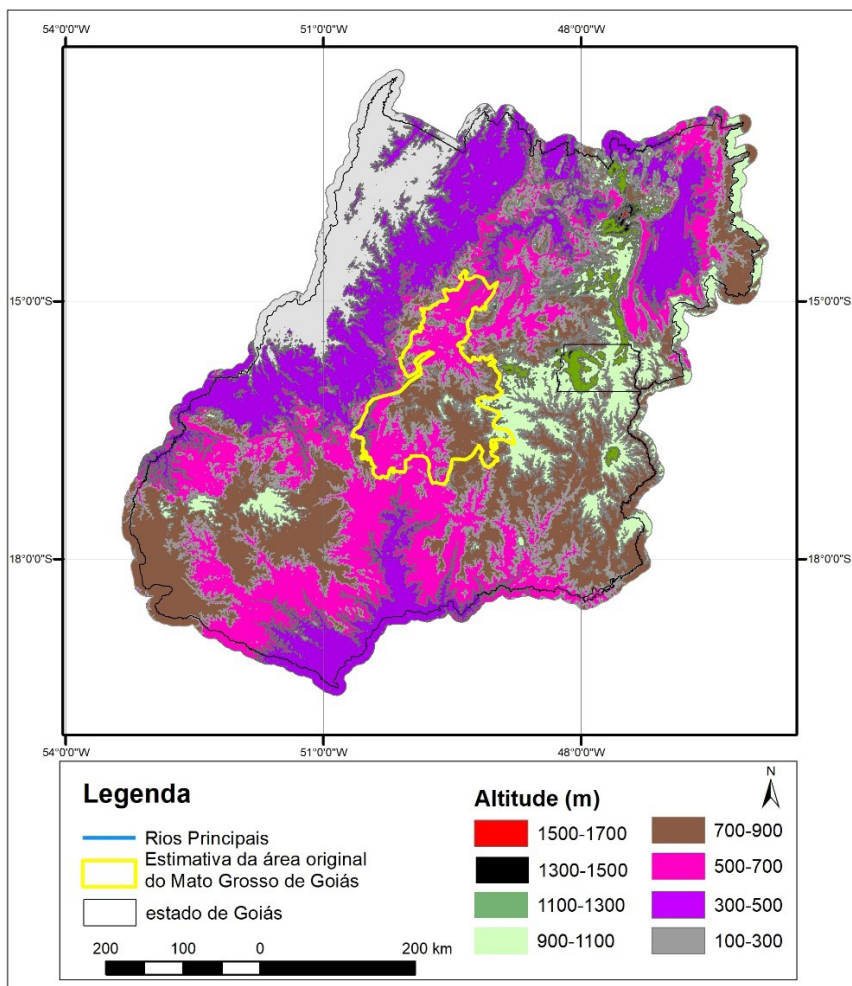 54°0'0"W 51°0'0"W 48°0'0"W
15°0'0"S 15°0'0"S
18°0'0"S 18°0'0"S
54°0'0"W 51°0'0"W 48°0'0"W
Legenda
Rios Principais
Estimativa da área original
do Mato Grosso de Goiás
estado de Goiás
200 100 0 200 km
Altitude (m)
N
1500-1700 700-900
1300-1500 500-700
1100-1300 300-500
900-1100 100-300